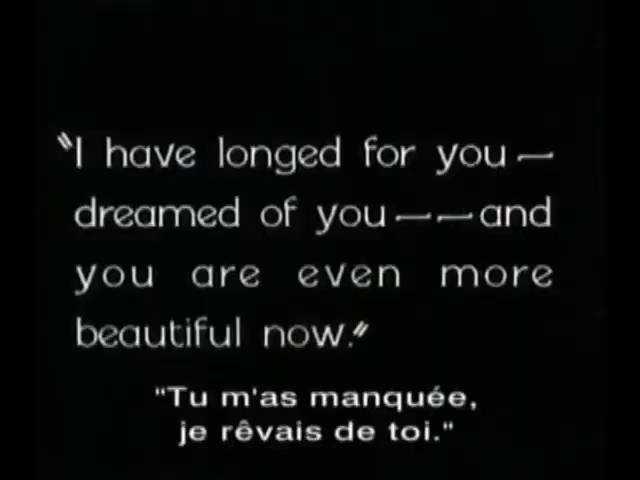 "I have longed for you —
dreamed of you — — and
you are even more
beautiful now."
"Tu m'as manquée,
je rêvais de toi."